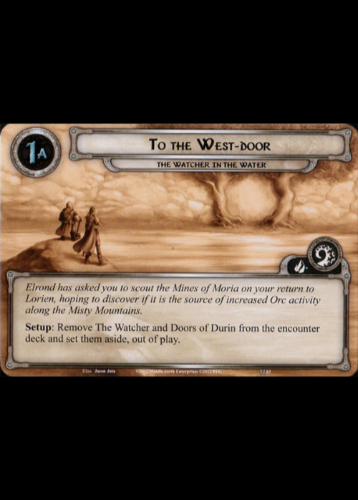 1A
To the West-door
The Watcher in the Water
Elrond has asked you to scout the Mines of Moria on your return to
Lorien, hoping to discover if it is the source of increased Orc activity
along the Misty Mountains.
Setup: Remove The Watcher and Doors of Durin from the encounter
deck and set them aside, out of play.